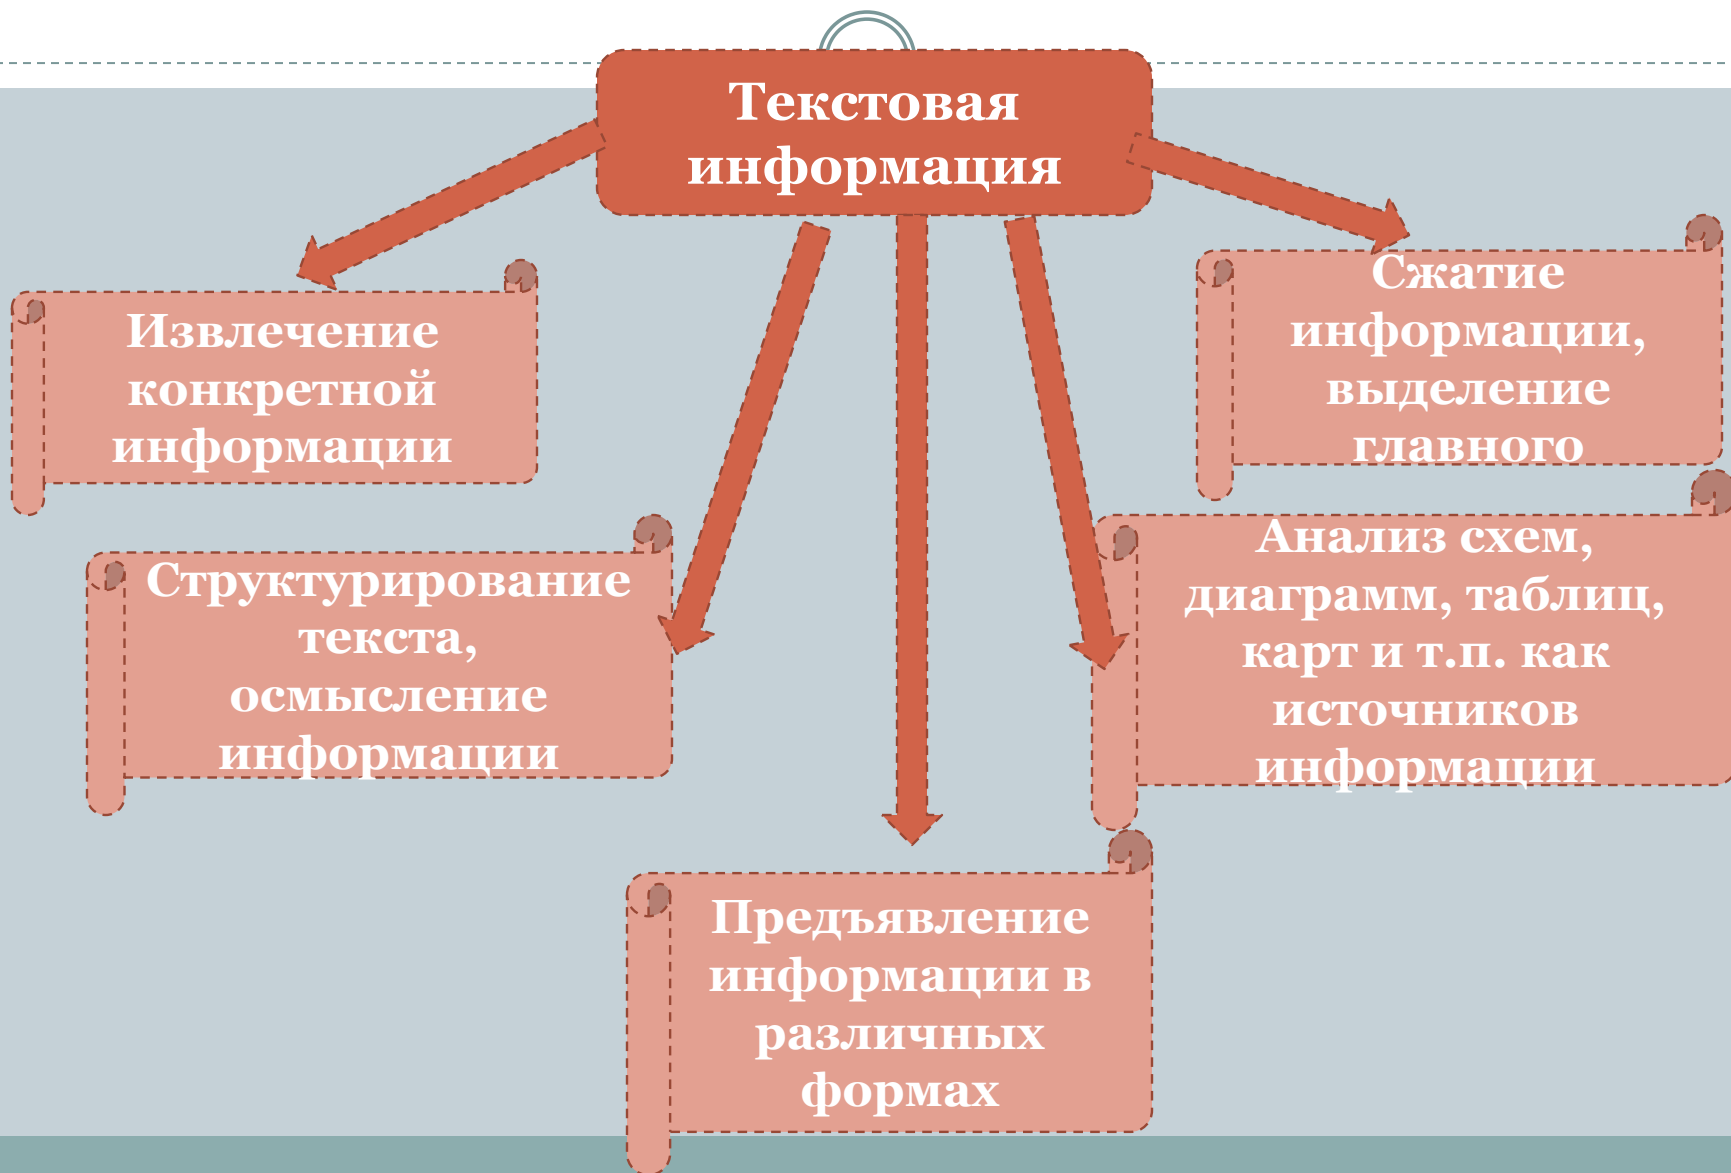 Текстовая
информация
Извлечение
конкретной
информации
Сжатие
информации,
выделение
главного
Структурирование
текста,
осмысление
информации
Анализ схем,
диаграмм, таблиц,
карт и т.п. как
источников
информации
Предъявление
информации в
различных
формах